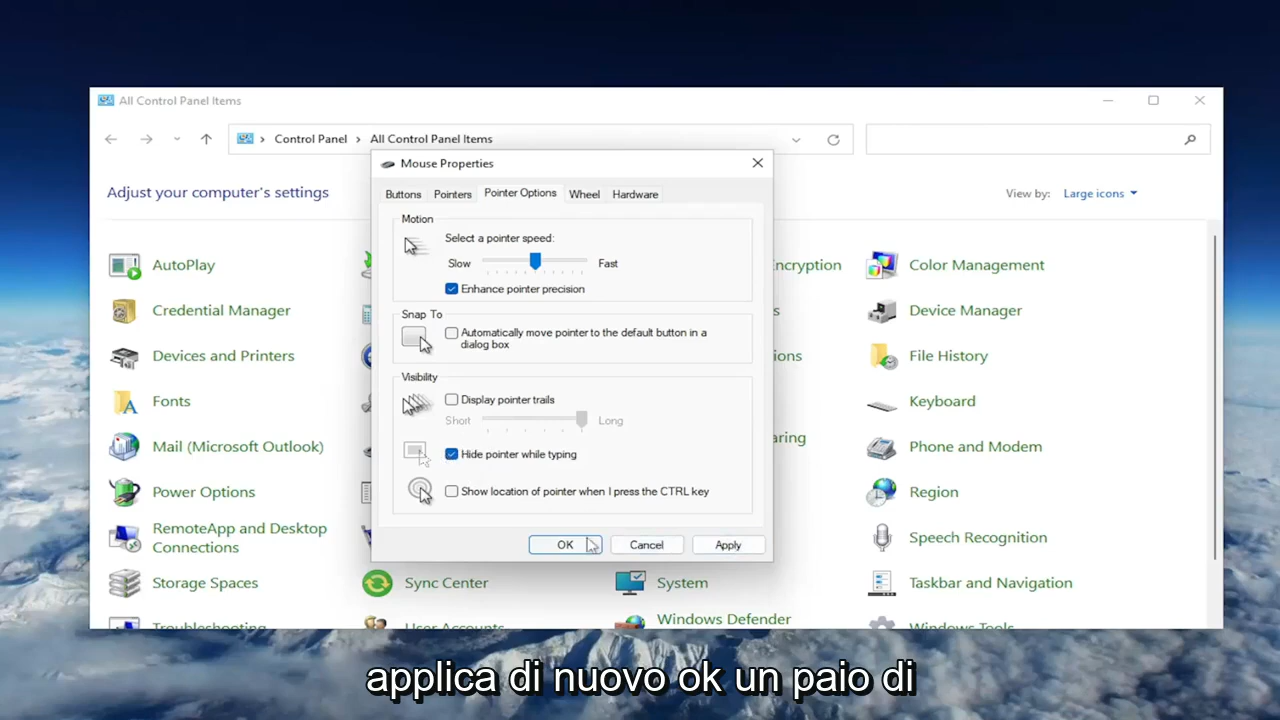 All Control Panel Items
Control Panel > All Control Panel Items
Mouse Properties
Adjust your computer's settings
View by: Large icons
Buttons Pointers Pointer Options Wheel Hardware
Motion
Select a pointer speed:
Slow Fast
Enhance pointer precision
Snap To
Automatically move pointer to the default button in a
dialog box
Visibility
Display pointer trails
Short Long
Hide pointer while typing
Show location of pointer when I press the CTRL key
OK Cancel Apply
AutoPlay
Encryption
Color Management
Credential Manager
Device Manager
Devices and Printers
File History
Fonts
Keyboard
Mail (Microsoft Outlook)
Phone and Modem
Power Options
Region
RemoteApp and Desktop
Connections
Speech Recognition
Storage Spaces
Sync Center
System
Taskbar and Navigation
Troubleshooting
User Accounts
Windows Defender
Windows Tools
applica di nuovo ok un paio di